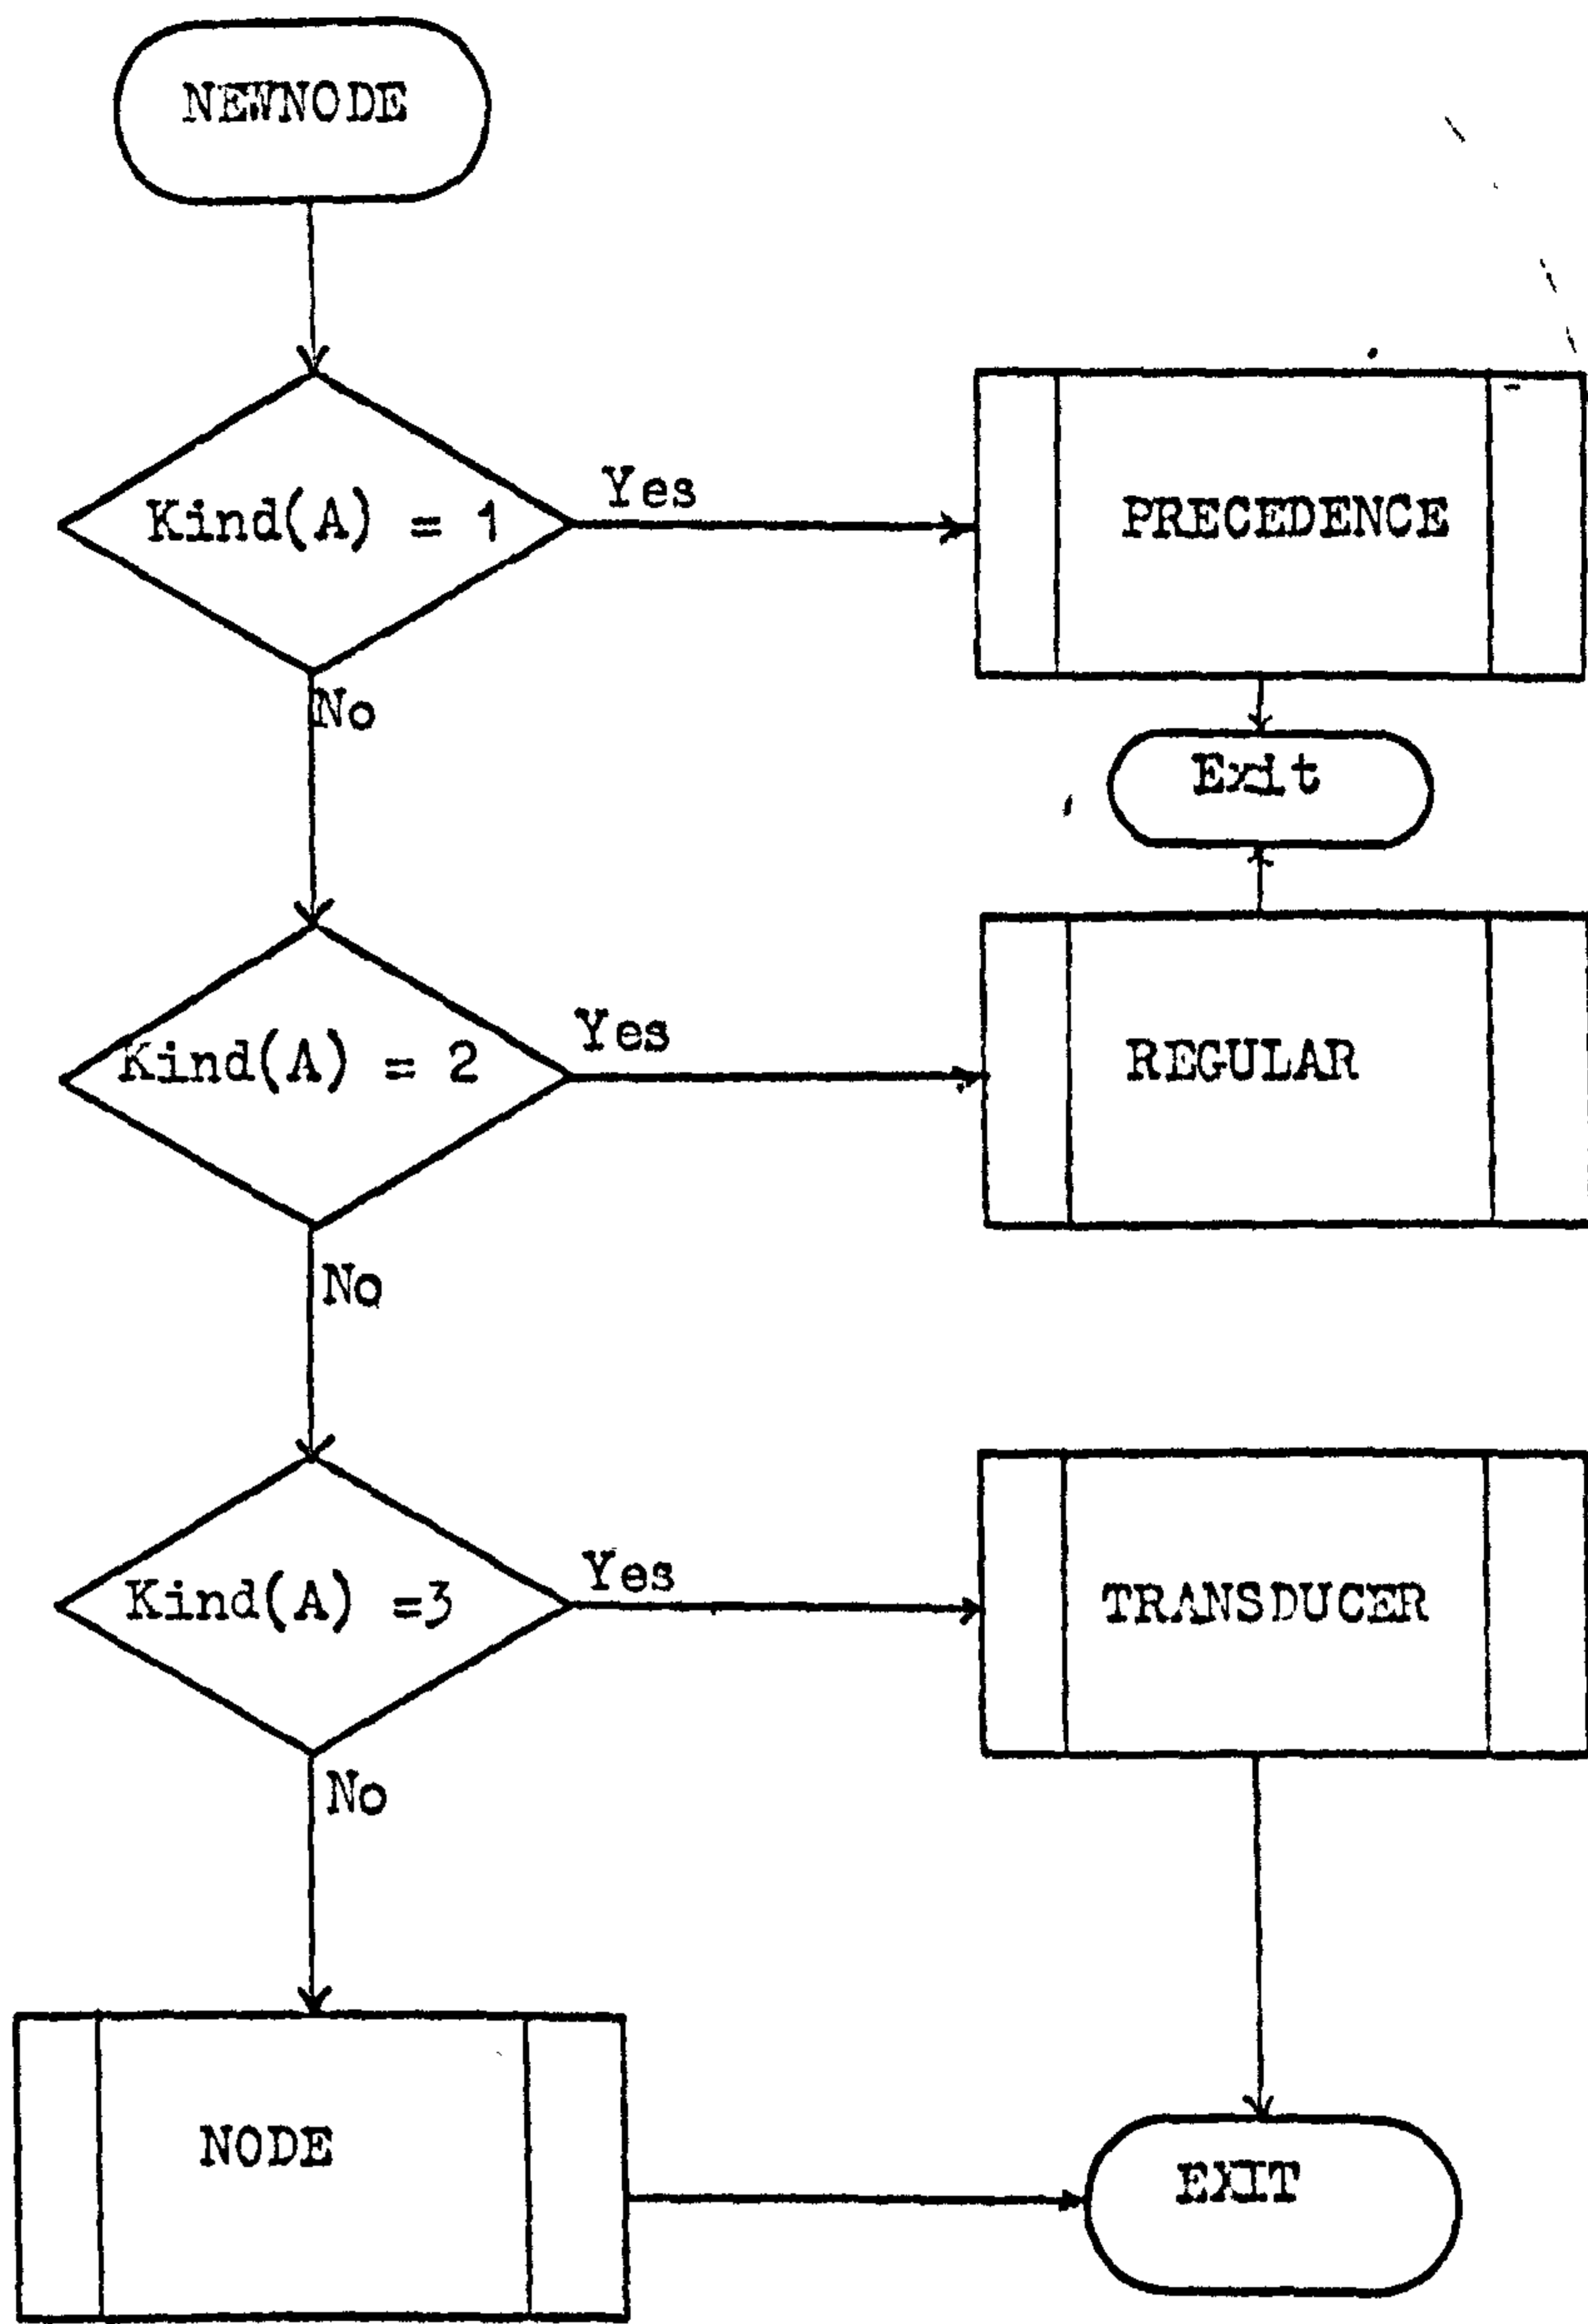 NEWNODE
Kind(A) = 1
Yes
PRECEDENCE
No
Exit
Kind(A) = 2
Yes
REGULAR
No
Kind(A) =3
Yes
TRANSDUCER
No
NODE
EXIT